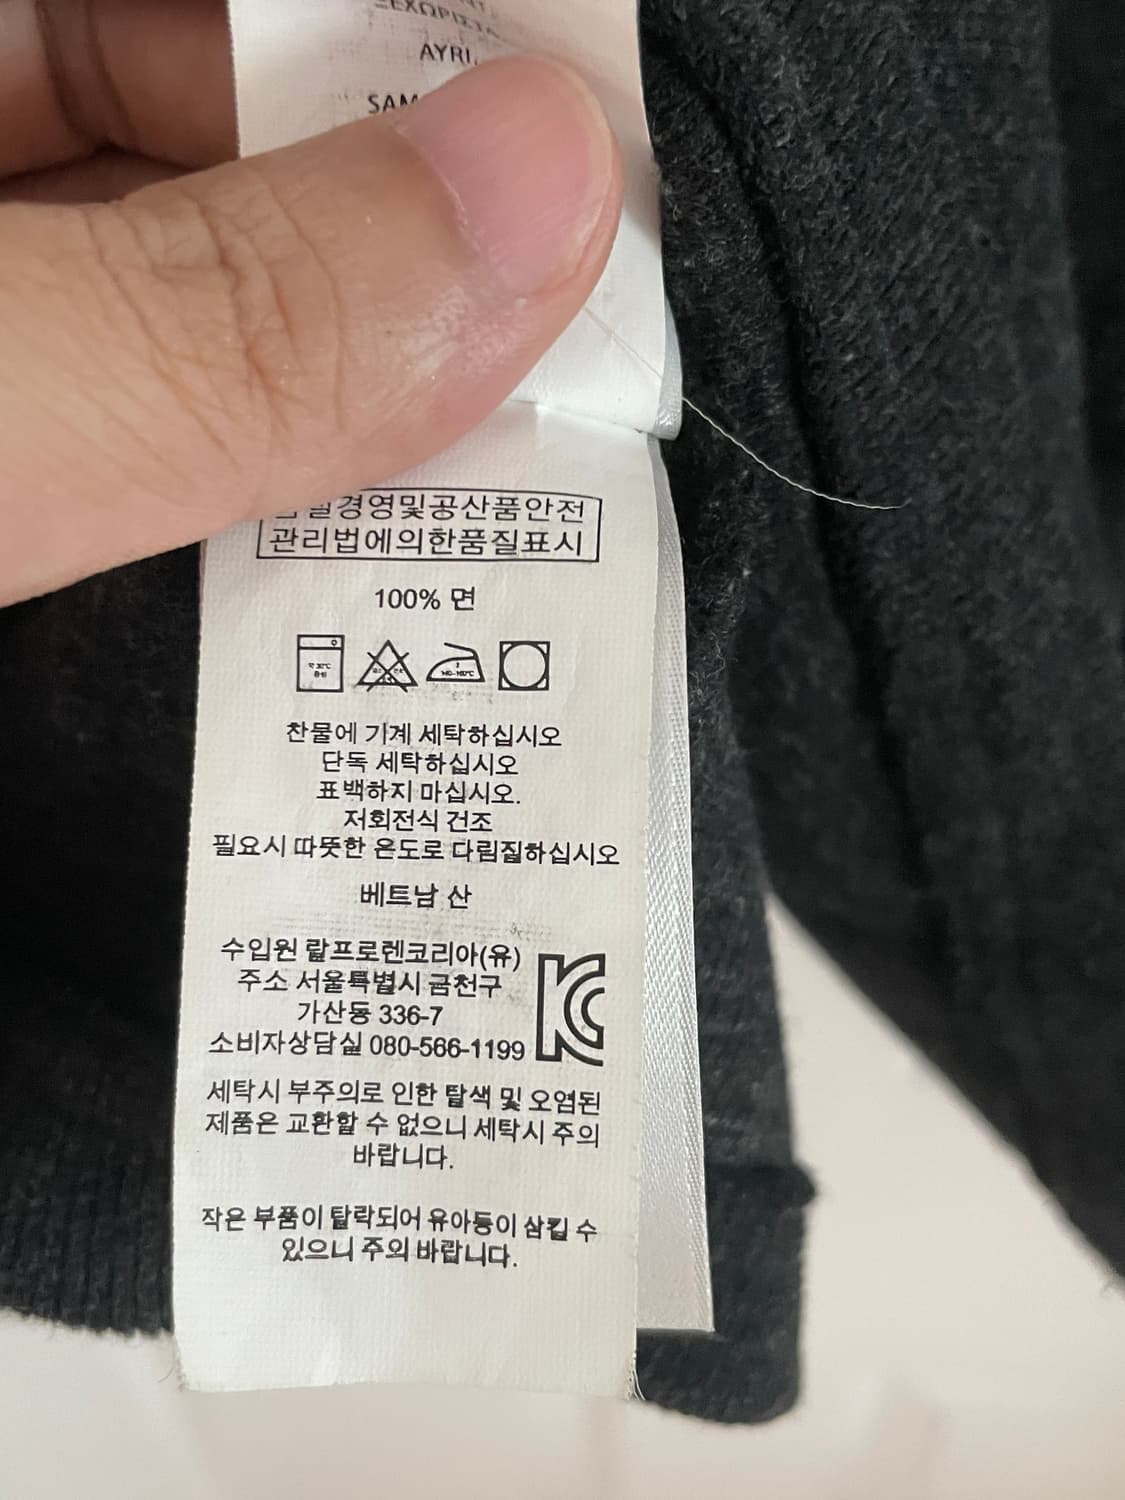 ΞΕΧΩΡΙΣΤΑ
AYRI
100% 면
관리법에의한품질표시
경영및공산품안전
찬물에 기계 세탁하십시오
단독 세탁하십시오
표백하지 마십시오.
저회전식 건조
필요시 따뜻한 온도로 다림질하십시오
베트남 산
수입원 랄프로렌코리아(유)
주소 서울특별시 금천구
가산동 336-7
소비자상담실 080-566-1199
KC
세탁시 부주의로 인한 탈색 및 오염된
제품은 교환할 수 없으니 세탁시 주의
바랍니다.
작은 부품이 탈락되어 유아등이 삼킬 수
있으니 주의 바랍니다.